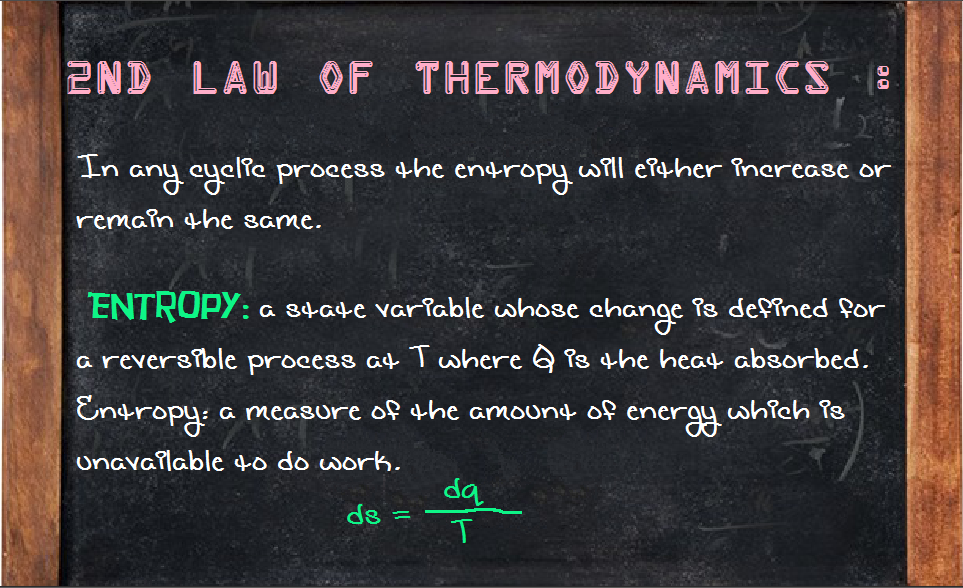 2ND LAW OF THERMODYNAMICS :
In any cyclic process the entropy will either increase or
remain the same.
ENTROPY: a state variable whose change is defined for
a reversible process at T where Q is the heat absorbed.
Entropy: a measure of the amount of energy which is
unavailable to do work.
ds = dq
T